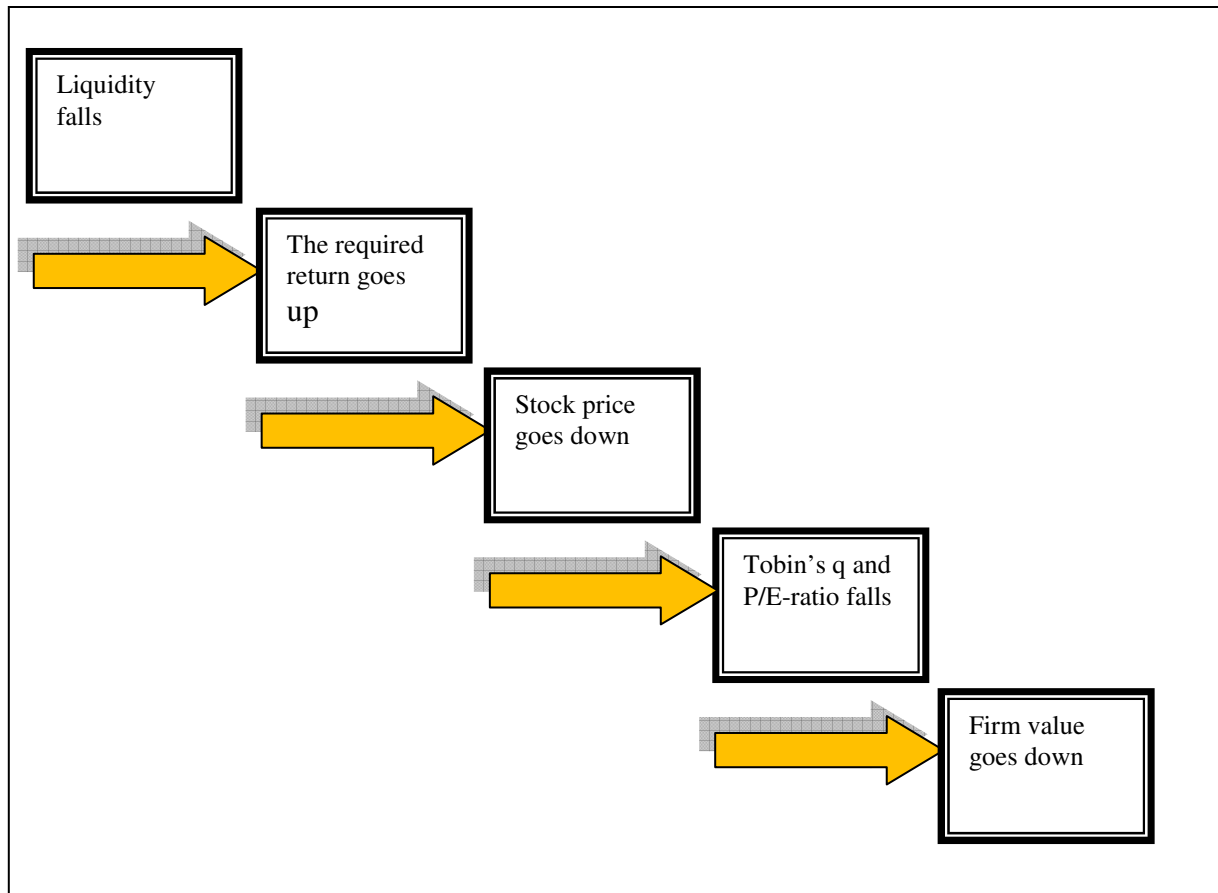 Liquidity
falls
The required
return goes
up
Stock price
goes down
Tobin’s q and
P/E-ratio falls
Firm value
goes down